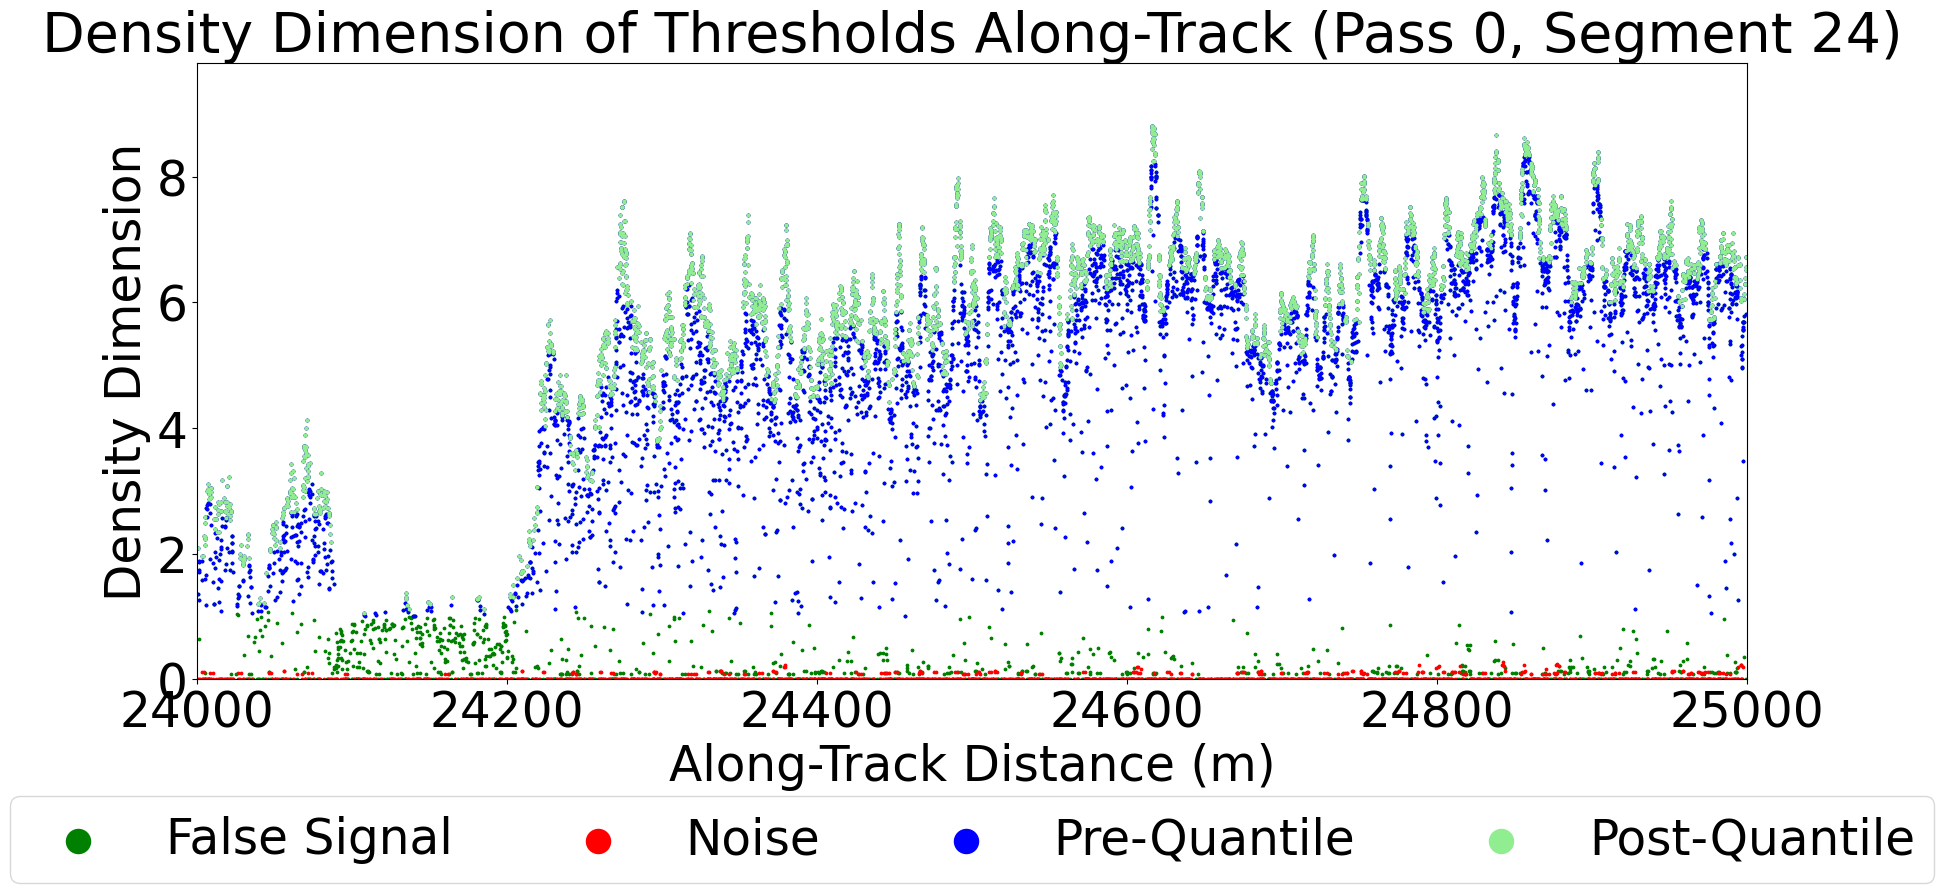 Density Dimension of Thresholds Along-Track (Pass 0, Segment 24)
Density Dimension
8
6
4
2
0
24000 24200 24400 24600 24800 25000
Along-Track Distance (m)
False Signal Noise Pre-Quantile Post-Quantile